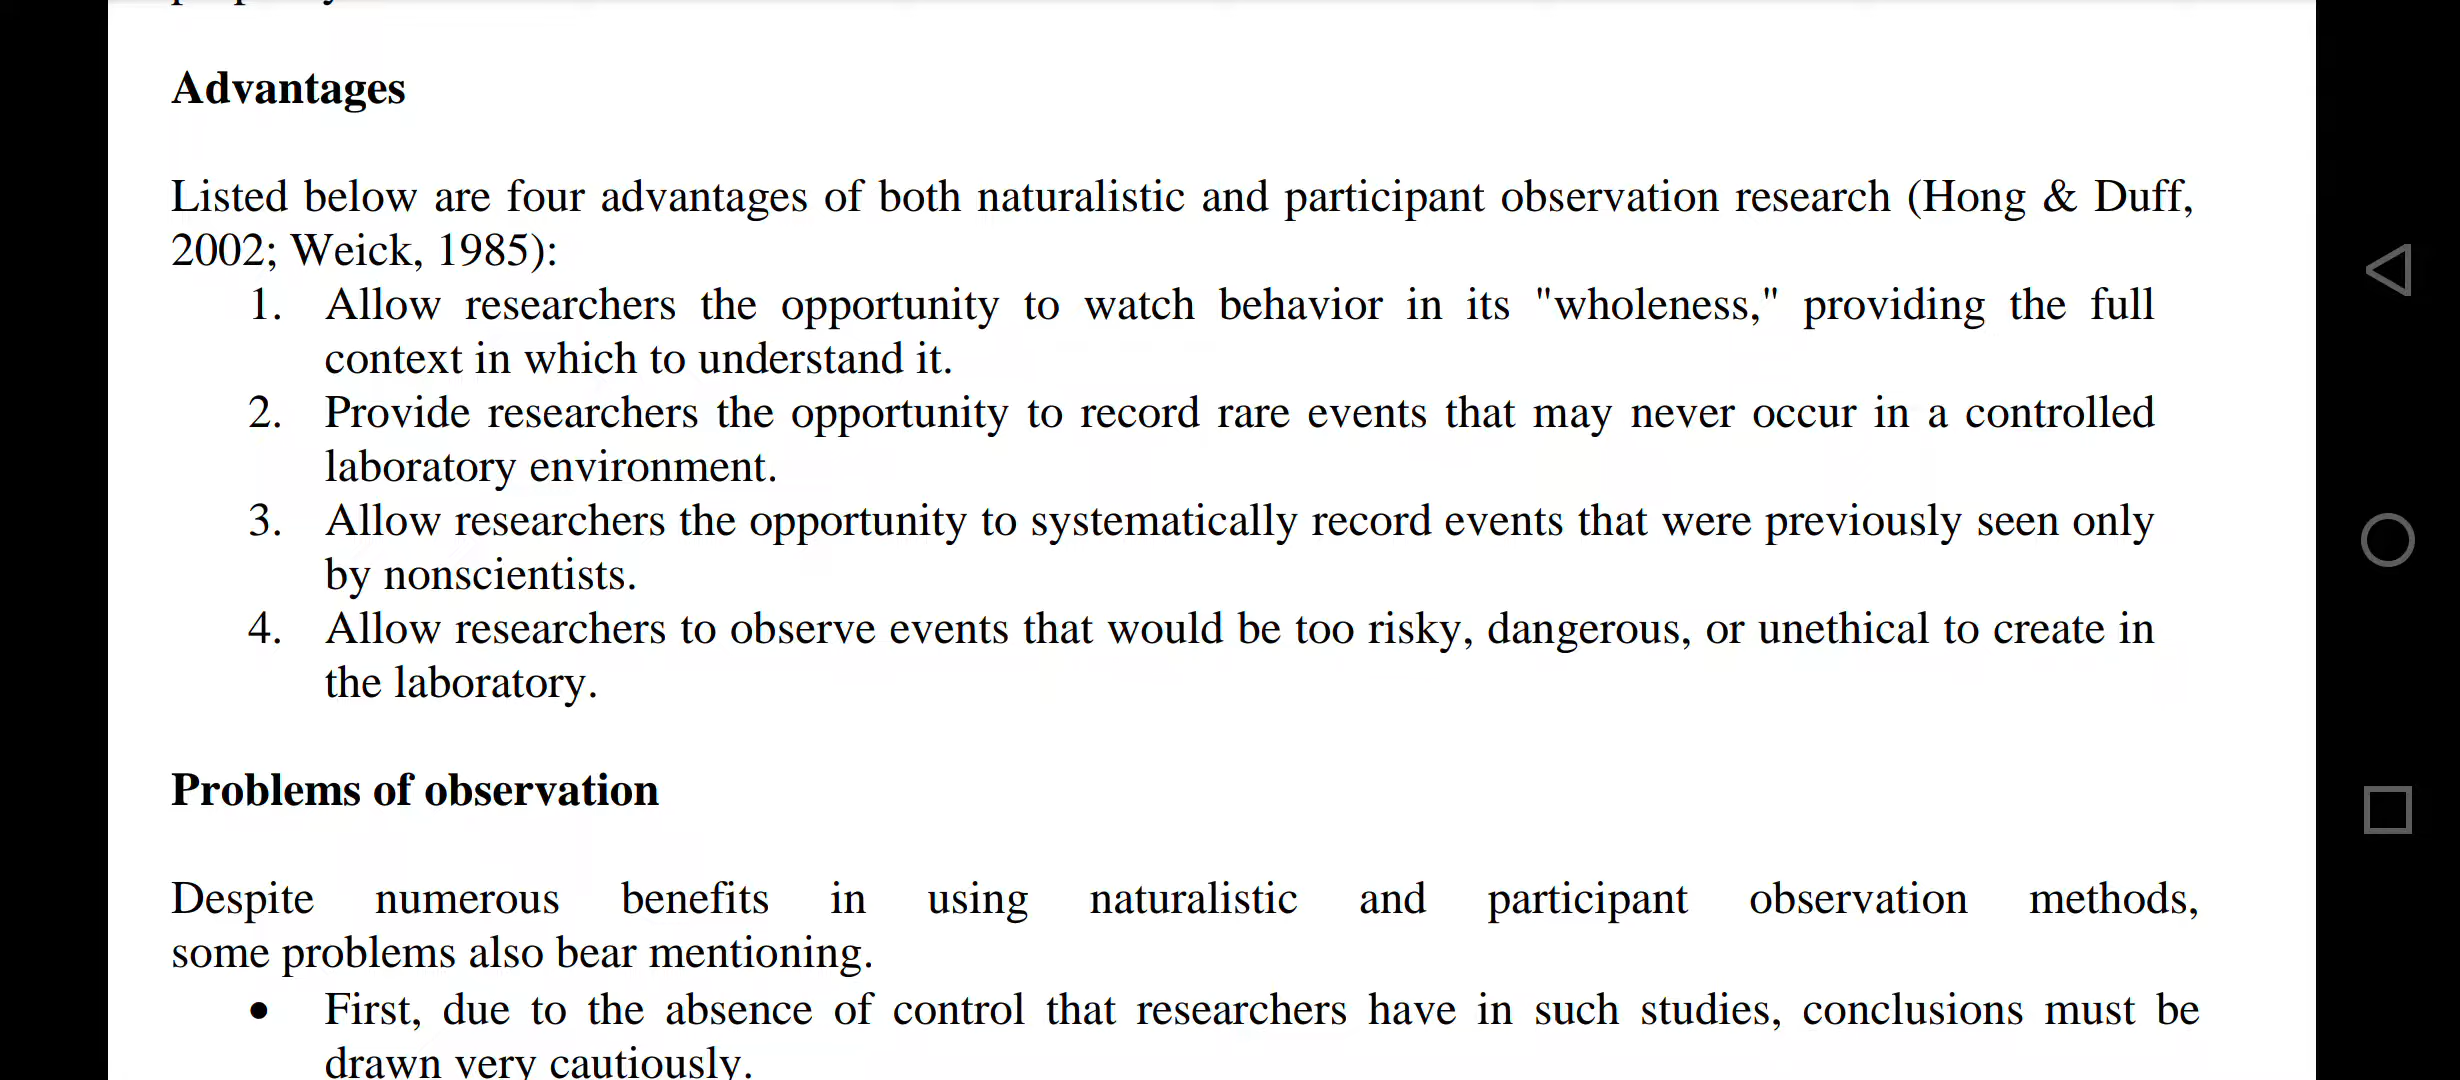 Advantages
Listed below are four advantages of both naturalistic and participant observation research (Hong & Duff,
2002; Weick, 1985):
1. Allow researchers the opportunity to watch behavior in its "wholeness," providing the full
context in which to understand it.
2. Provide researchers the opportunity to record rare events that may never occur in a controlled
laboratory environment.
3. Allow researchers the opportunity to systematically record events that were previously seen only
by nonscientists.
4. Allow researchers to observe events that would be too risky, dangerous, or unethical to create in
the laboratory.
Problems of observation
Despite numerous benefits in using naturalistic and participant observation methods,
some problems also bear mentioning.
• First, due to the absence of control that researchers have in such studies, conclusions must be
drawn very cautiously.